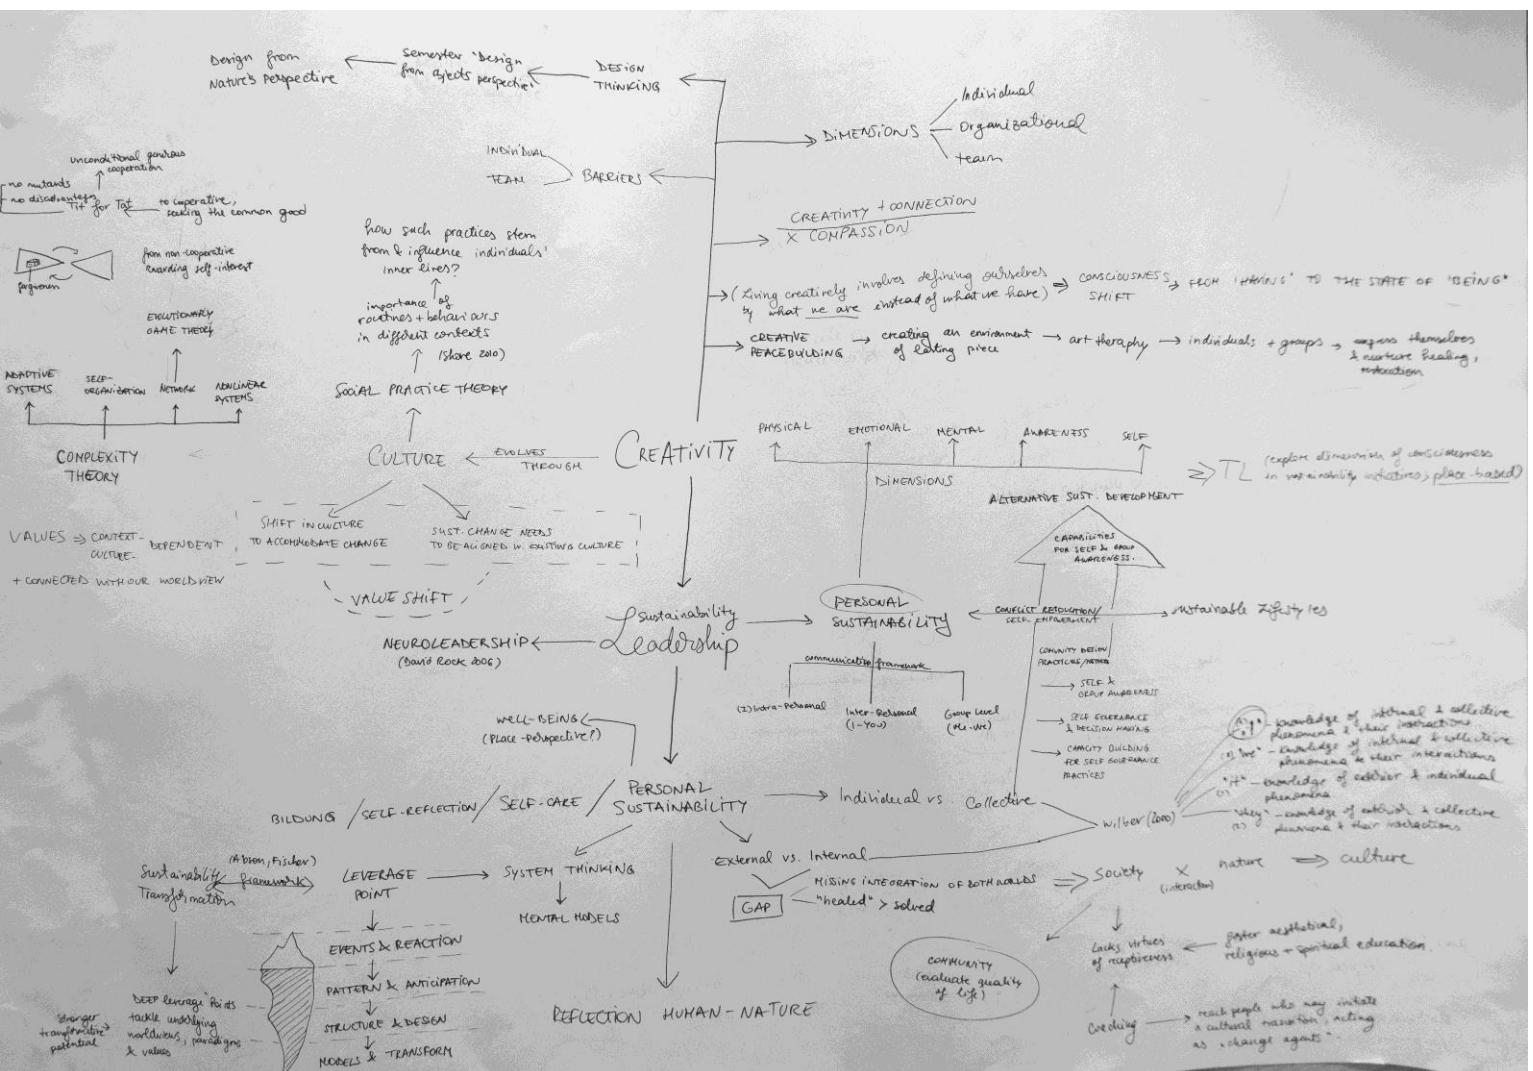 Design from
Nature's Perspective
Semester 'Design
from objects perspective'
DESIGN
THINKING
DIMENSIONS
Individual
Organizational
team
INDIVIDUAL
TEAM
BARRIERS
unconditional generous
cooperation
- no mutants
- no disadvantages
Tit for Tat
to cooperative,
seeking the common good
from non-cooperative
rewarding self-interest
forgiveness
EVOLUTIONARY
GAME THEORY
ADAPTIVE
SYSTEMS
SELF-
ORGANIZATION
NETWORK
NONLINEAR
SYSTEMS
COMPLEXITY
THEORY
how such practices stem
from & influence individuals'
inner lives?
importance of
routines + behaviours
in different contexts
(Shove 2010)
SOCIAL PRACTICE THEORY
CULTURE
EVOLVES
THROUGH
CREATIVITY
CREATIVITY + CONNECTION
X COMPASSION
(Living creatively involves defining ourselves
by what we are instead of what we have)
CONSCIOUSNESS
SHIFT
FROM 'HAVING' TO THE STATE OF 'BEING'
CREATIVE
PEACEBUILDING
creating an environment
of lasting piece
art theraphy
individuals + groups
express themselves
& nurture healing,
restoration
PHYSICAL
EMOTIONAL
MENTAL
AWARENESS
SELF
DIMENSIONS
TL (explore dimension of consciousness
in sustainability initiatives; place-based)
ALTERNATIVE SUST. DEVELOPMENT
CAPABILITIES
FOR SELF & GROUP
AWARENESS.
VALUES ⇒ CONTEXT-
CULTURE-
DEPENDENT
+ CONNECTED WITH OUR WORLDVIEW
SHIFT IN CULTURE
TO ACCOMMODATE CHANGE
SUST. CHANGE NEEDS
TO BE ALIGNED W. EXISTING CULTURE
VALUE SHIFT
Sustainability
Leadership
NEUROLEADERSHIP
(David Rock 2006)
PERSONAL
SUSTAINABILITY
CONFLICT RESOLUTION/
SELF-EMPOWERMENT
Sustainable Lifestyles
communication framework
(2) Intra-Personal
Inter-Personal
(I-You)
Group Level
(Me-We)
COMUNITY DESIGN
PRACTICES
SELF &
GROUP AWARENESS
SELF GOVERNANCE
& DECISION MAKING
CAPACITY BUILDING
FOR SELF GOVERNANCE
PRACTICES
WELL-BEING
(Place-Perspective?)
BILDUNG / SELF-REFLECTION / SELF-CARE / PERSONAL
SUSTAINABILITY
Individual vs. Collective
External vs. Internal
Wilber (2000)
"I" - knowledge of internal & collective
phenomena & their interactions
"we" - knowledge of internal & collective
phenomena & their interactions
"it" - knowledge of exterior & individual
phenomena
"they" - knowledge of exterior & collective
phenomena & their interactions
GAP
MISSING INTEGRATION OF BOTH WORLDS
"healed" > solved
Society X nature ⇒ culture
(interaction)
Sustainability
Transformation
(Abson, Fischer)
framework
LEVERAGE
POINT
SYSTEM THINKING
MENTAL MODELS
EVENTS & REACTION
PATTERN & ANTICIPATION
STRUCTURE & DESIGN
MODELS & TRANSFORM
stronger
transformative
potential
DEEP leverage Points
tackle underlying
worldviews, paradigms
& values
REFLECTION HUMAN-NATURE
COMMUNITY
(evaluate quality
of life)
Lacks virtues
of receptiveness
foster aesthetical,
religious + spiritual education
Coaching
reach people who may initiate
a cultural transition, acting
as "change agents".